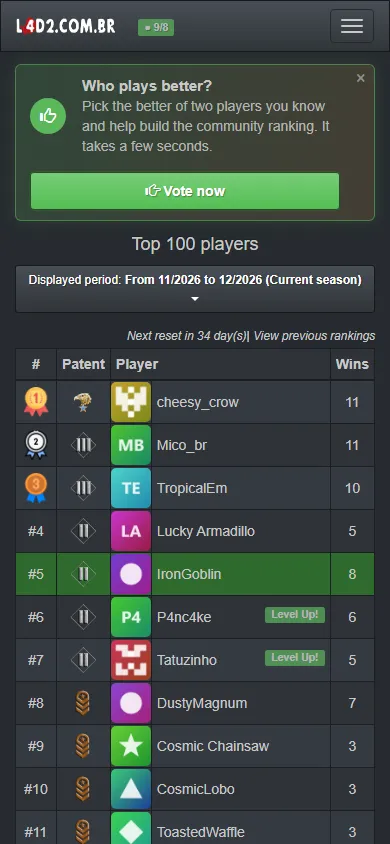 L4D2.COM.BR
9/8
Who plays better?
×
Pick the better of two players you know
and help build the community ranking. It
takes a few seconds.
Vote now
Top 100 players
Displayed period: From 11/2026 to 12/2026 (Current season)
Next reset in 34 day(s)| View previous rankings
# Patent Player Wins
1 cheesy_crow 11
2 MB Mico_br 11
3 TE TropicalEm 10
#4 LA Lucky Armadillo 5
#5 IronGoblin 8
#6 P4 P4nc4ke Level Up! 6
#7 Tatuzinho Level Up! 5
#8 DustyMagnum 7
#9 Cosmic Chainsaw 3
#10 CosmicLobo 3
#11 ToastedWaffle 3